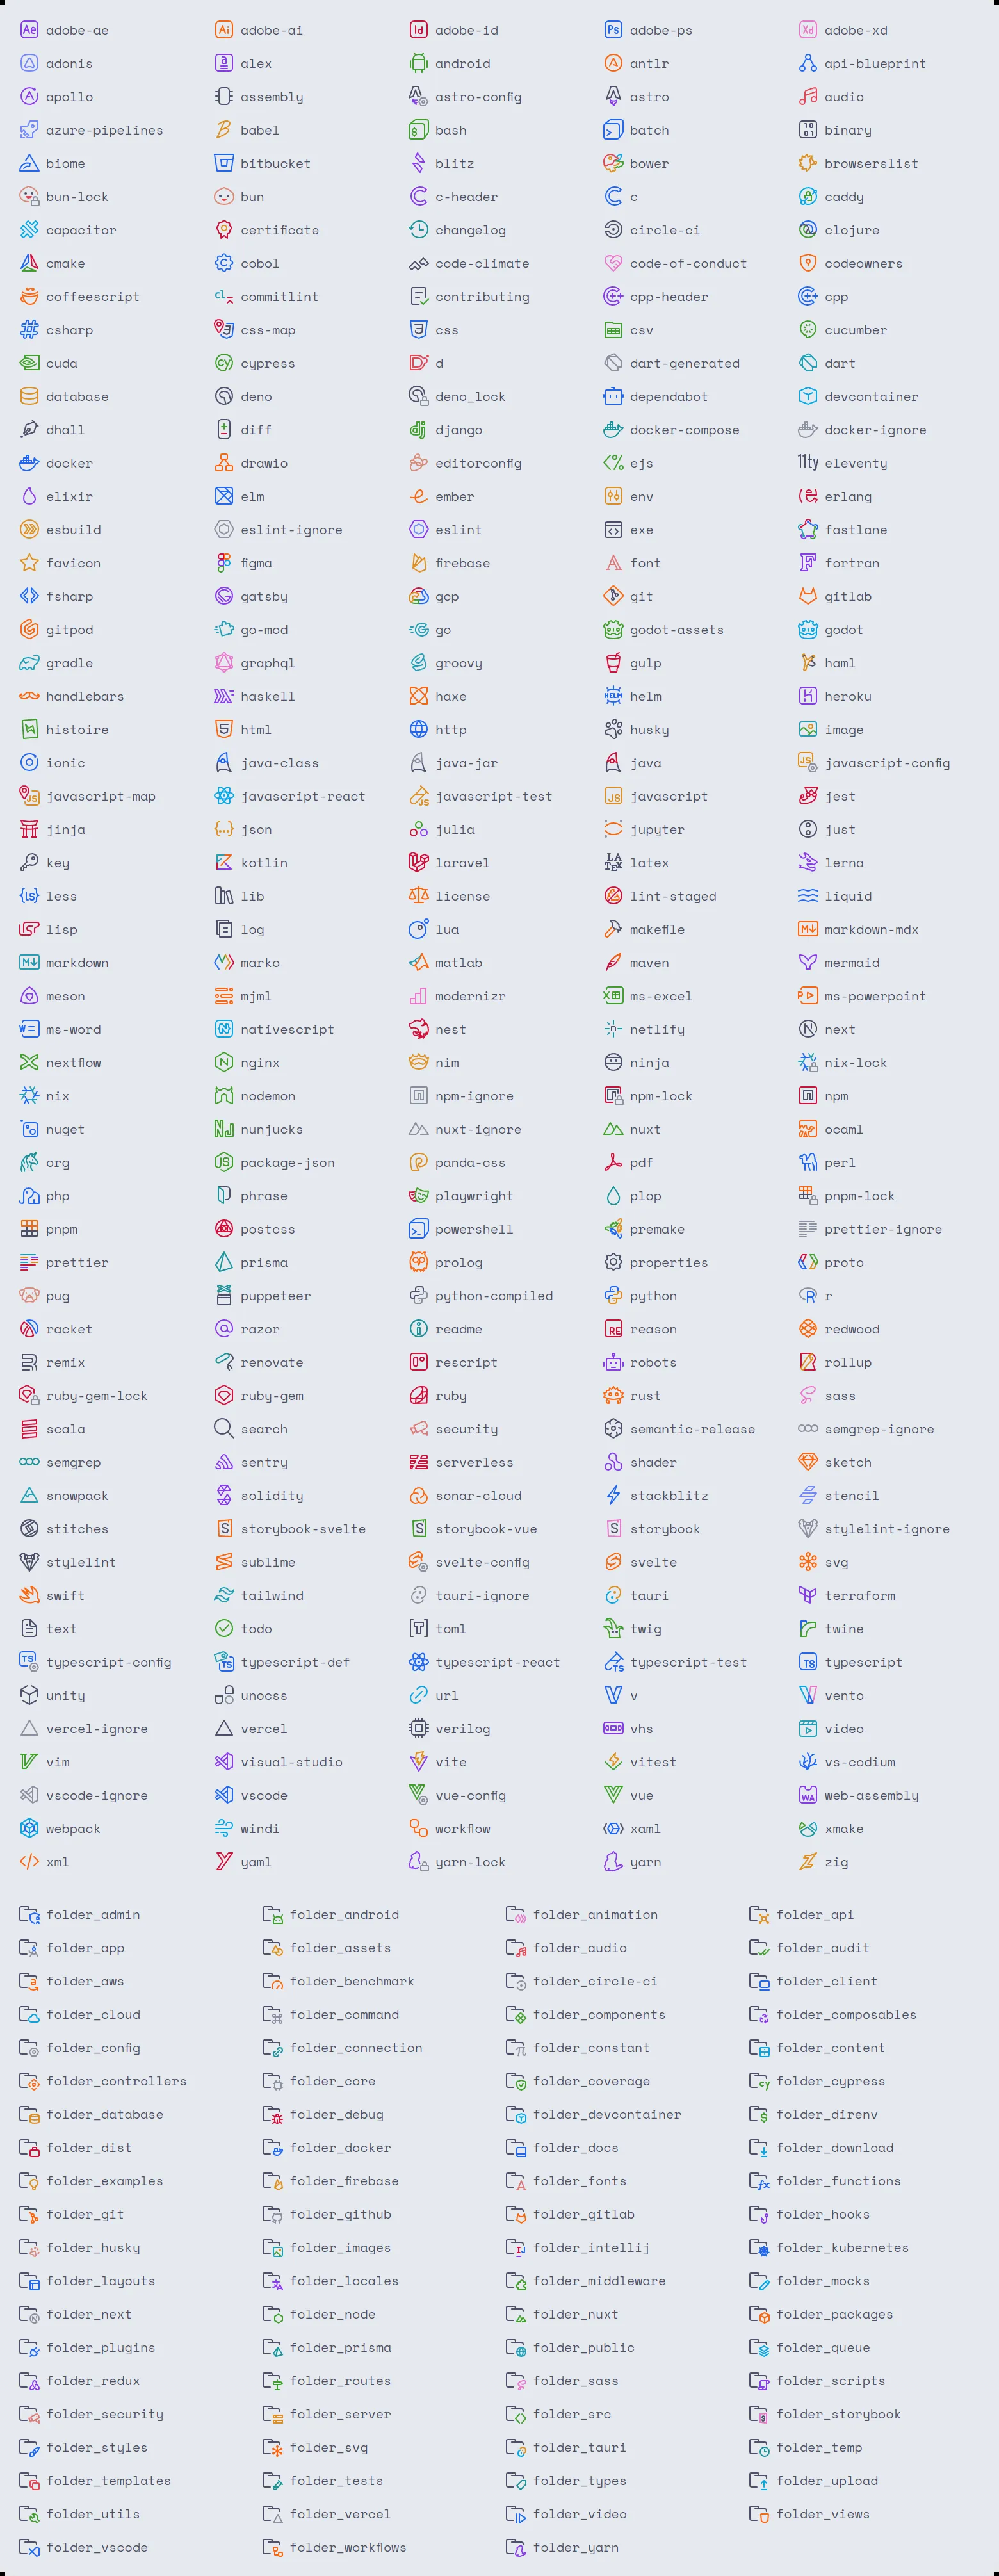 adobe-ae adobe-ai adobe-id adobe-ps adobe-xd
adonis alex android antlr api-blueprint
apollo assembly astro-config astro audio
azure-pipelines babel bash batch binary
biome bitbucket blitz bower browserslist
bun-lock bun c-header c caddy
capacitor certificate changelog circle-ci clojure
cmake cobol code-climate code-of-conduct codeowners
coffeescript commitlint contributing cpp-header cpp
csharp css-map css csv cucumber
cuda cypress d dart-generated dart
database deno deno_lock dependabot devcontainer
dhall diff django docker-compose docker-ignore
docker drawio editorconfig ejs eleventy
elixir elm ember env erlang
esbuild eslint-ignore eslint exe fastlane
favicon figma firebase font fortran
fsharp gatsby gcp git gitlab
gitpod go-mod go godot-assets godot
gradle graphql groovy gulp haml
handlebars haskell haxe helm heroku
histoire html http husky image
ionic java-class java-jar java javascript-config
javascript-map javascript-react javascript-test javascript jest
jinja json julia jupyter just
key kotlin laravel latex lerna
less lib license lint-staged liquid
lisp log lua makefile markdown-mdx
markdown marko matlab maven mermaid
meson mjml modernizr ms-excel ms-powerpoint
ms-word nativescript nest netlify next
nextflow nginx nim ninja nix-lock
nix nodemon npm-ignore npm-lock npm
nuget nunjucks nuxt-ignore nuxt ocaml
org package-json panda-css pdf perl
php phrase playwright plop pnpm-lock
pnpm postcss powershell premake prettier-ignore
prettier prisma prolog properties proto
pug puppeteer python-compiled python r
racket razor readme reason redwood
remix renovate rescript robots rollup
ruby-gem-lock ruby-gem ruby rust sass
scala search security semantic-release semgrep-ignore
semgrep sentry serverless shader sketch
snowpack solidity sonar-cloud stackblitz stencil
stitches storybook-svelte storybook-vue storybook stylelint-ignore
stylelint sublime svelte-config svelte svg
swift tailwind tauri-ignore tauri terraform
text todo toml twig twine
typescript-config typescript-def typescript-react typescript-test typescript
unity unocss url v vento
vercel-ignore vercel verilog vhs video
vim visual-studio vite vitest vs-codium
vscode-ignore vscode vue-config vue web-assembly
webpack windi workflow xaml xmake
xml yaml yarn-lock yarn zig
folder_admin folder_android folder_animation folder_api
folder_app folder_assets folder_audio folder_audit
folder_aws folder_benchmark folder_circle-ci folder_client
folder_cloud folder_command folder_components folder_composables
folder_config folder_connection folder_constant folder_content
folder_controllers folder_core folder_coverage folder_cypress
folder_database folder_debug folder_devcontainer folder_direnv
folder_dist folder_docker folder_docs folder_download
folder_examples folder_firebase folder_fonts folder_functions
folder_git folder_github folder_gitlab folder_hooks
folder_husky folder_images folder_intellij folder_kubernetes
folder_layouts folder_locales folder_middleware folder_mocks
folder_next folder_node folder_nuxt folder_packages
folder_plugins folder_prisma folder_public folder_queue
folder_redux folder_routes folder_sass folder_scripts
folder_security folder_server folder_src folder_storybook
folder_styles folder_svg folder_tauri folder_temp
folder_templates folder_tests folder_types folder_upload
folder_utils folder_vercel folder_video folder_views
folder_vscode folder_workflows folder_yarn